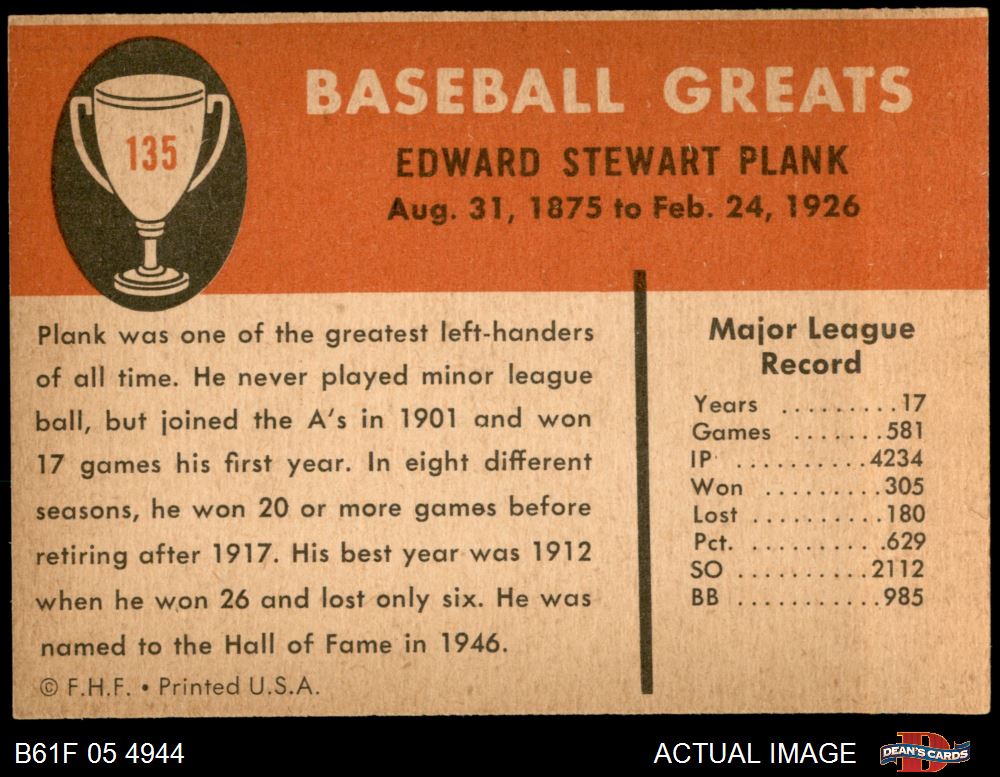 135
BASEBALL GREATS
EDWARD STEWART PLANK
Aug. 31, 1875 to Feb. 24, 1926
Plank was one of the greatest left-handers
of all time. He never played minor league
ball, but joined the A's in 1901 and won
17 games his first year. In eight different
seasons, he won 20 or more games before
retiring after 1917. His best year was 1912
when he won 26 and lost only six. He was
named to the Hall of Fame in 1946.
© F.H.F. • Printed U.S.A.
Major League
Record
Years .........17
Games .......581
IP ..........4234
Won .........305
Lost ..........180
Pct. ..........629
SO ..........2112
BB ...........985
B61F 05 4944
ACTUAL IMAGE
DEAN'S CARDS